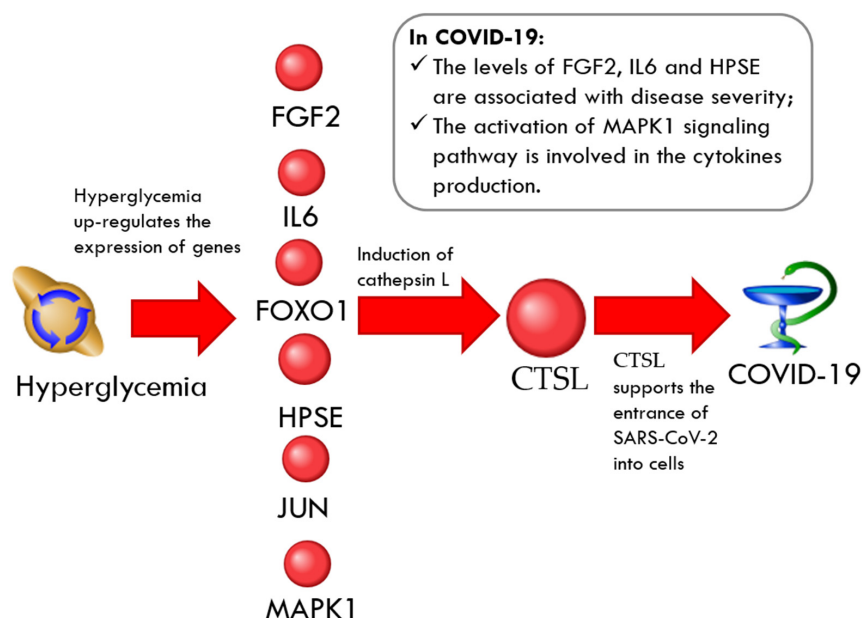 In COVID-19:
✓ The levels of FGF2, IL6 and HPSE
are associated with disease severity;
✓ The activation of MAPK1 signaling
pathway is involved in the cytokines
production.
FGF2
IL6
FOXO1
HPSE
JUN
MAPK1
Hyperglycemia
up-regulates the
expression of genes
Hyperglycemia
Induction of
cathepsin L
CTSL
CTSL
supports the
entrance of
SARS-CoV-2
into cells
COVID-19